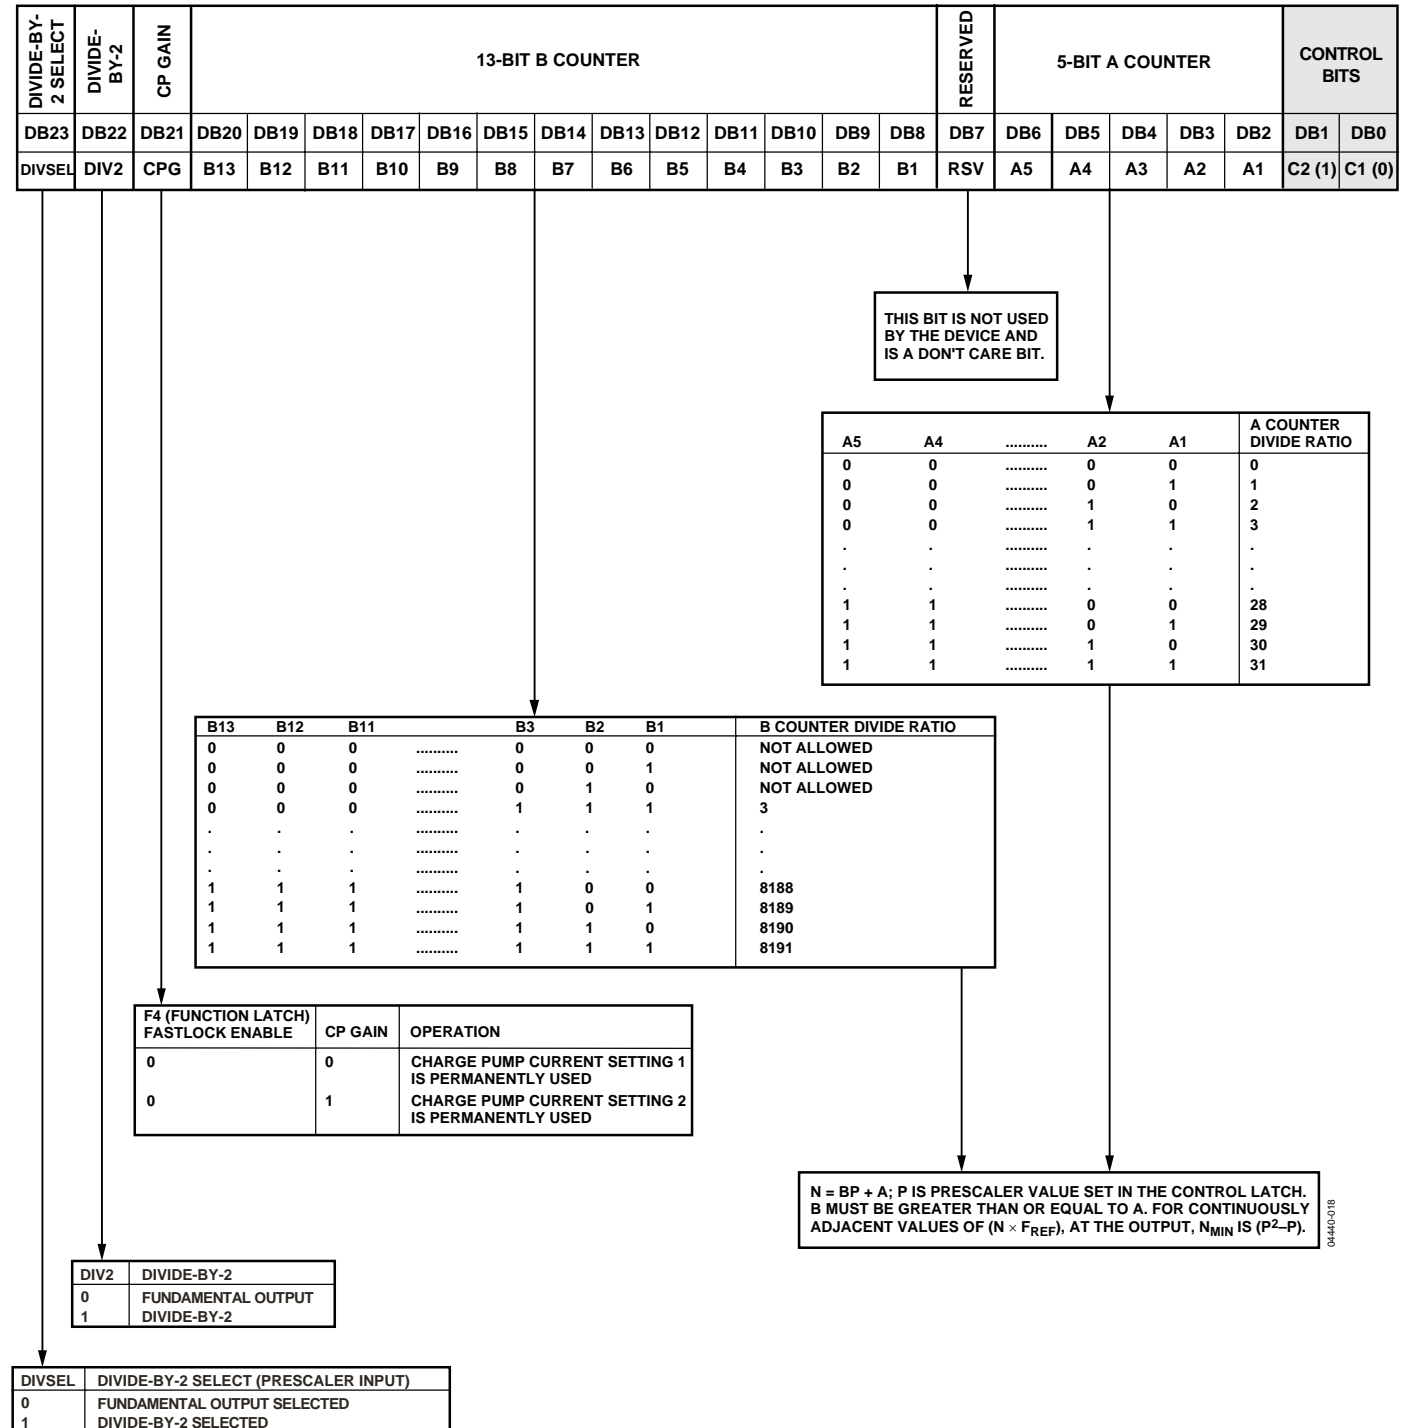 DIVIDE-BY-
2 SELECT
DIVIDE-
BY-2
CP GAIN
13-BIT B COUNTER
RESERVED
5-BIT A COUNTER
CONTROL
BITS
DB23 DB22 DB21 DB20 DB19 DB18 DB17 DB16 DB15 DB14 DB13 DB12 DB11 DB10 DB9 DB8 DB7 DB6 DB5 DB4 DB3 DB2 DB1 DB0
DIVSEL DIV2 CPG B13 B12 B11 B10 B9 B8 B7 B6 B5 B4 B3 B2 B1 RSV A5 A4 A3 A2 A1 C2 (1) C1 (0)
THIS BIT IS NOT USED
BY THE DEVICE AND
IS A DON'T CARE BIT.
A COUNTER
A5 A4 .......... A2 A1 DIVIDE RATIO
0 0 .......... 0 0 0
0 0 .......... 0 1 1
0 0 .......... 1 0 2
0 0 .......... 1 1 3
. . .......... . . .
. . .......... . . .
. . .......... . . .
1 1 .......... 0 0 28
1 1 .......... 0 1 29
1 1 .......... 1 0 30
1 1 .......... 1 1 31
B13 B12 B11 B3 B2 B1 B COUNTER DIVIDE RATIO
0 0 0 .......... 0 0 0 NOT ALLOWED
0 0 0 .......... 0 0 1 NOT ALLOWED
0 0 0 .......... 0 1 0 NOT ALLOWED
0 0 0 .......... 1 1 1 3
. . . .......... . . . .
. . . .......... . . . .
. . . .......... . . . .
1 1 1 .......... 1 0 0 8188
1 1 1 .......... 1 0 1 8189
1 1 1 .......... 1 1 0 8190
1 1 1 .......... 1 1 1 8191
F4 (FUNCTION LATCH)
FASTLOCK ENABLE CP GAIN OPERATION
0 0 CHARGE PUMP CURRENT SETTING 1
IS PERMANENTLY USED
0 1 CHARGE PUMP CURRENT SETTING 2
IS PERMANENTLY USED
N = BP + A; P IS PRESCALER VALUE SET IN THE CONTROL LATCH.
B MUST BE GREATER THAN OR EQUAL TO A. FOR CONTINUOUSLY
ADJACENT VALUES OF (N × FREF), AT THE OUTPUT, NMIN IS (P2–P).
04440-018
DIV2 DIVIDE-BY-2
0 FUNDAMENTAL OUTPUT
1 DIVIDE-BY-2
DIVSEL DIVIDE-BY-2 SELECT (PRESCALER INPUT)
0 FUNDAMENTAL OUTPUT SELECTED
1 DIVIDE-BY-2 SELECTED